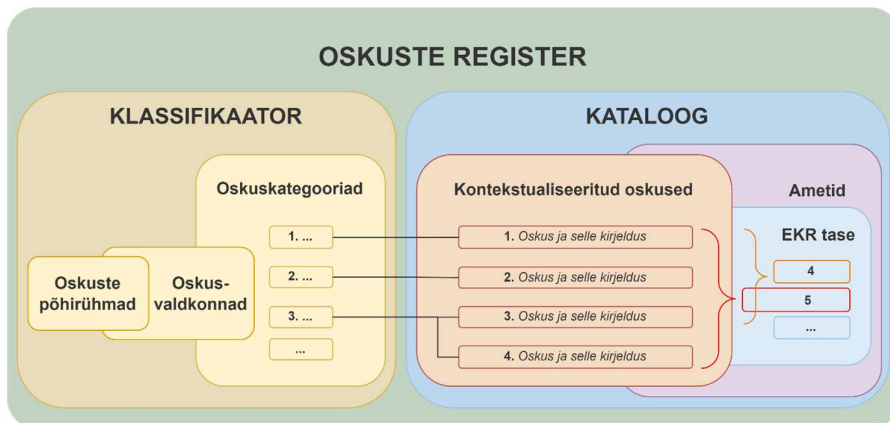 OSKUSTE REGISTER
KLASSIFIKAATOR
Oskuste
põhirühmad
Oskus-
valdkonnad
Oskuskategooriad
1. ...
2. ...
3. ...
...
KATALOOG
Kontekstualiseeritud oskused
1. Oskus ja selle kirjeldus
2. Oskus ja selle kirjeldus
3. Oskus ja selle kirjeldus
4. Oskus ja selle kirjeldus
Ametid
EKR tase
4
5
...